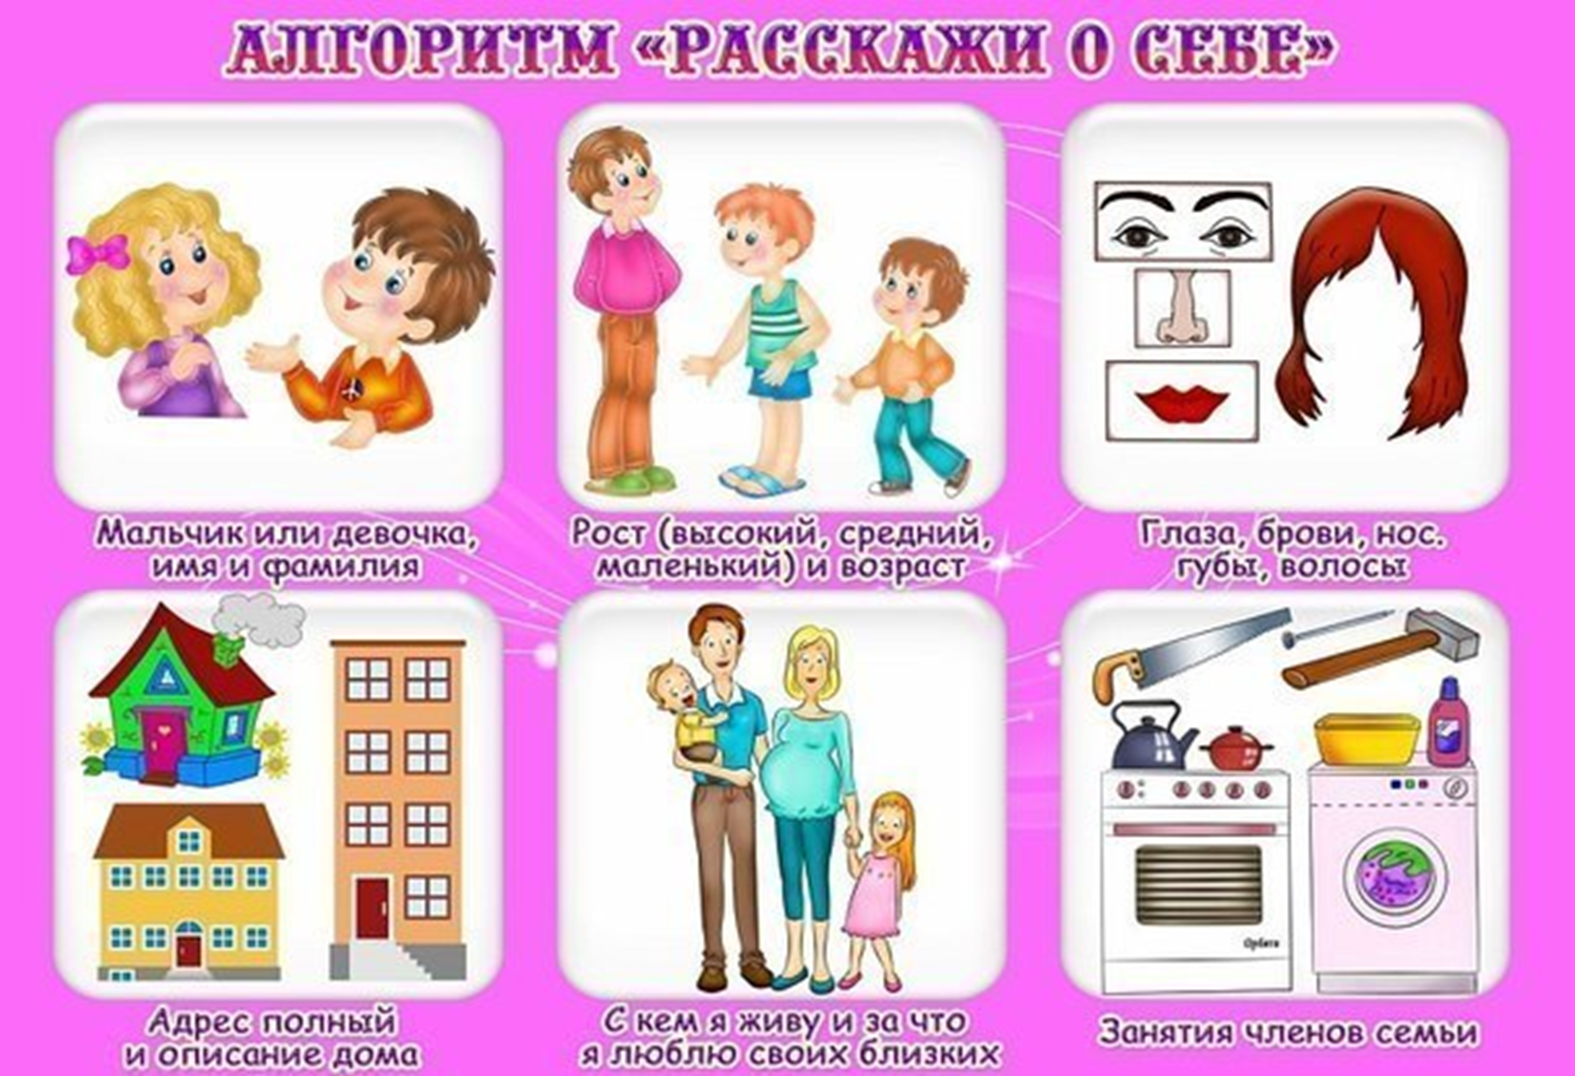 АЛГОРИТМ «РАССКАЖИ О СЕБЕ»
Мальчик или девочка,
имя и фамилия
Рост (высокий, средний,
маленький) и возраст
Глаза, брови, нос.
губы, волосы
Орбита
Адрес полный
и описание дома
С кем я живу и за что
я люблю своих близких
Занятия членов семьи